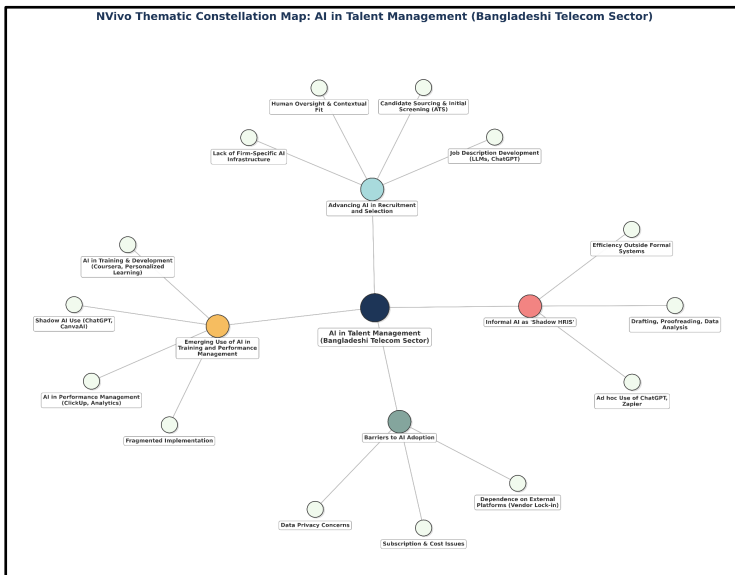 NVivo Thematic Constellation Map: AI in Talent Management (Bangladeshi Telecom Sector)
Human Oversight & Contextual
Fit
Candidate Sourcing & Initial
Screening (ATS)
Lack of Firm-Specific AI
Infrastructure
Job Description Development
(LLMs, ChatGPT)
Advancing AI in Recruitment
and Selection
AI in Training & Development
(Coursera, Personalized
Learning)
Efficiency Outside Formal
Systems
Shadow AI Use (ChatGPT,
CanvaAI)
Informal AI as 'Shadow HRIS'
Drafting, Proofreading, Data
Analysis
AI in Talent Management
(Bangladeshi Telecom Sector)
Emerging Use of AI in
Training and Performance
Management
AI in Performance Management
(ClickUp, Analytics)
Ad hoc Use of ChatGPT,
Zapier
Fragmented Implementation
Barriers to AI Adoption
Dependence on External
Platforms (Vendor Lock-in)
Data Privacy Concerns
Subscription & Cost Issues